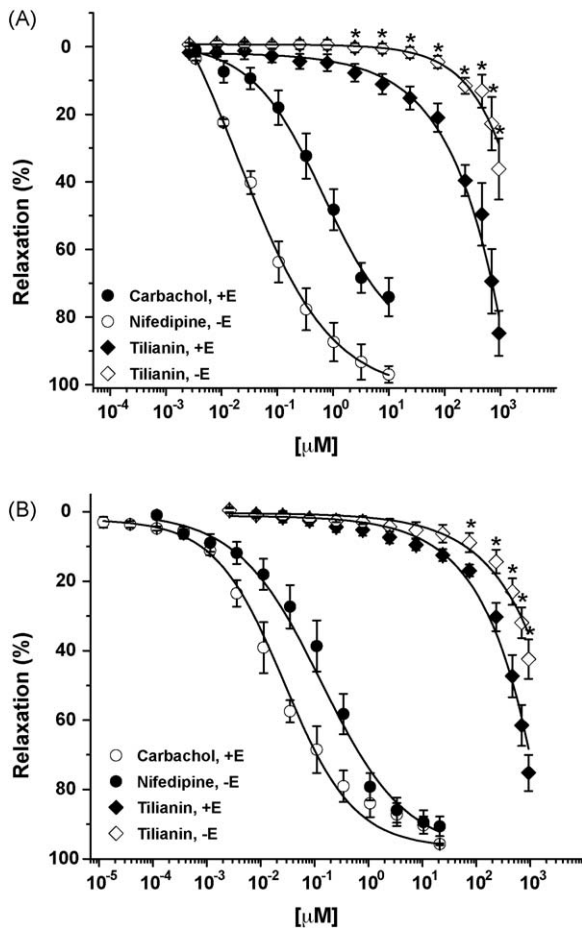 (A)
0
20
40
60
80
100
Relaxation (%)
* * * * * * * *
Carbachol, +E
Nifedipine, -E
Tilianin, +E
Tilianin, -E
10⁻⁴ 10⁻³ 10⁻² 10⁻¹ 10⁰ 10¹ 10² 10³ 10⁴
[µM]
(B)
0
20
40
60
80
100
Relaxation (%)
* * * * *
Carbachol, +E
Nifedipine, -E
Tilianin, +E
Tilianin, -E
10⁻⁵ 10⁻⁴ 10⁻³ 10⁻² 10⁻¹ 10⁰ 10¹ 10² 10³ 10⁴
[µM]